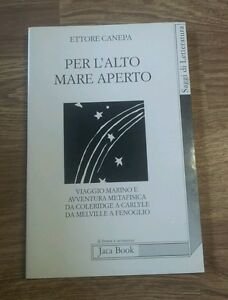 ETTORE CANEPA
PER L'ALTO
MARE APERTO
VIAGGIO MARINO E
AVVENTURA METAFISICA
DA COLERIDGE A CARLYLE
DA MELVILLE A FENOGLIO
Jaca Book
Saggi di Letteratura